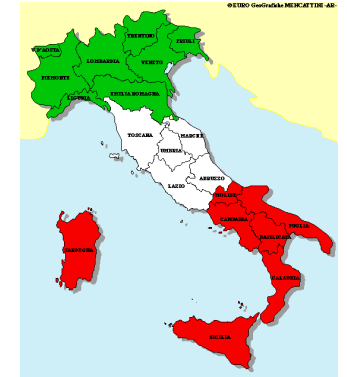 © EURO GeoGrafiche MENCATTINI -AR-
TRENTINO
V.D'AOSTA
FRIULI
LOMBARDIA
VENETO
PIEMONTE
EMILIA ROMAGNA
LIGURIA
TOSCANA
MARCHE
UMBRIA
ABRUZZO
LAZIO
MOLISE
CAMPANIA
PUGLIA
BASILICATA
SARDEGNA
CALABRIA
SICILIA